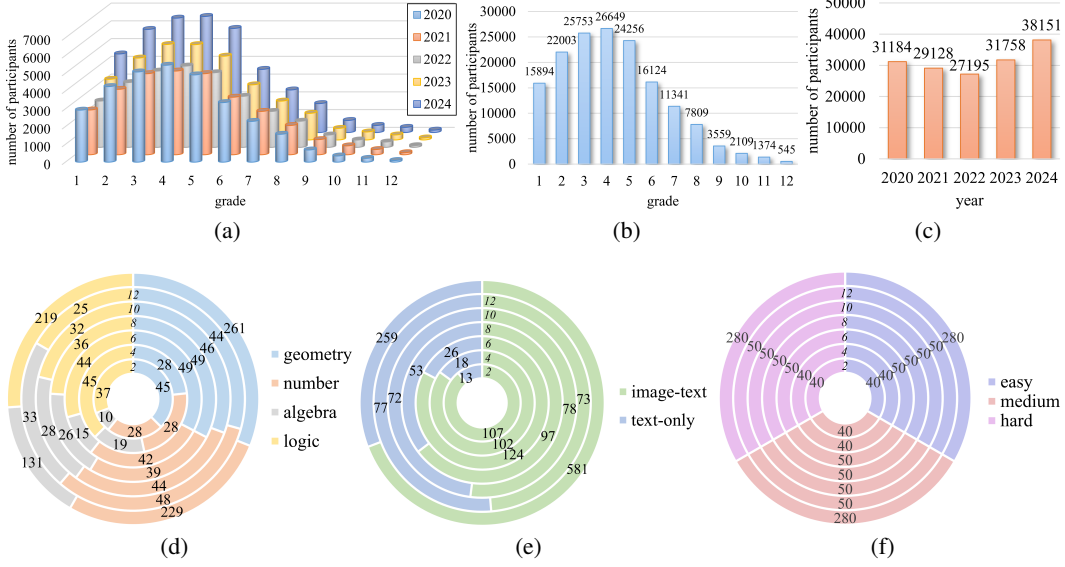 number of participants
7000
6000
5000
4000
3000
2000
1000
0
1 2 3 4 5 6 7 8 9 10 11 12
grade
2020
2021
2022
2023
2024
(a)
number of participants
30000
25000
20000
15000
10000
5000
0
15894 22003 25753 26649 24256 16124 11341 7809 3559 2109 1374 545
1 2 3 4 5 6 7 8 9 10 11 12
grade
(b)
number of participants
50000
40000
30000
20000
10000
0
31184 29128 27195 31758 38151
2020 2021 2022 2023 2024
year
(c)
12
10
8
6
4
2
219 25 32 36 44 45 37 10
261 44 46 49 49 28 45
33 28 26 15 19
131
28 28
42
39
44
48
229
geometry
number
algebra
logic
(d)
12
10
8
6
4
2
259 77 72 53 26 18 13
73 78 97 124 102 107
581
image-text
text-only
(e)
12
10
8
6
4
2
280 50 50 50 50 40 40
40 40 50 50 50 50 280
40
40
50
50
50
50
280
easy
medium
hard
(f)